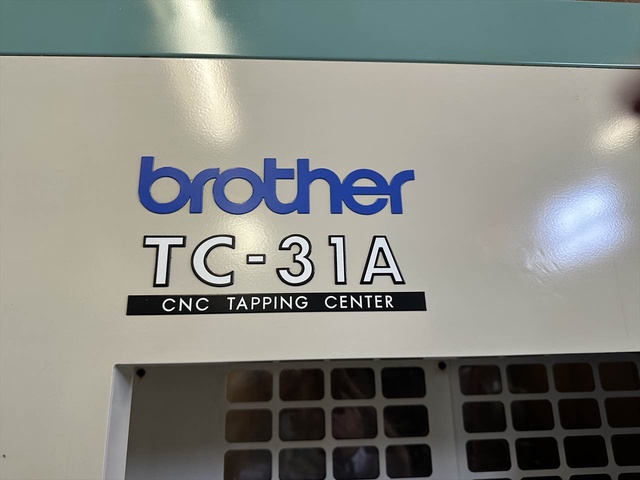 brother
TC-31A
CNC TAPPING CENTER